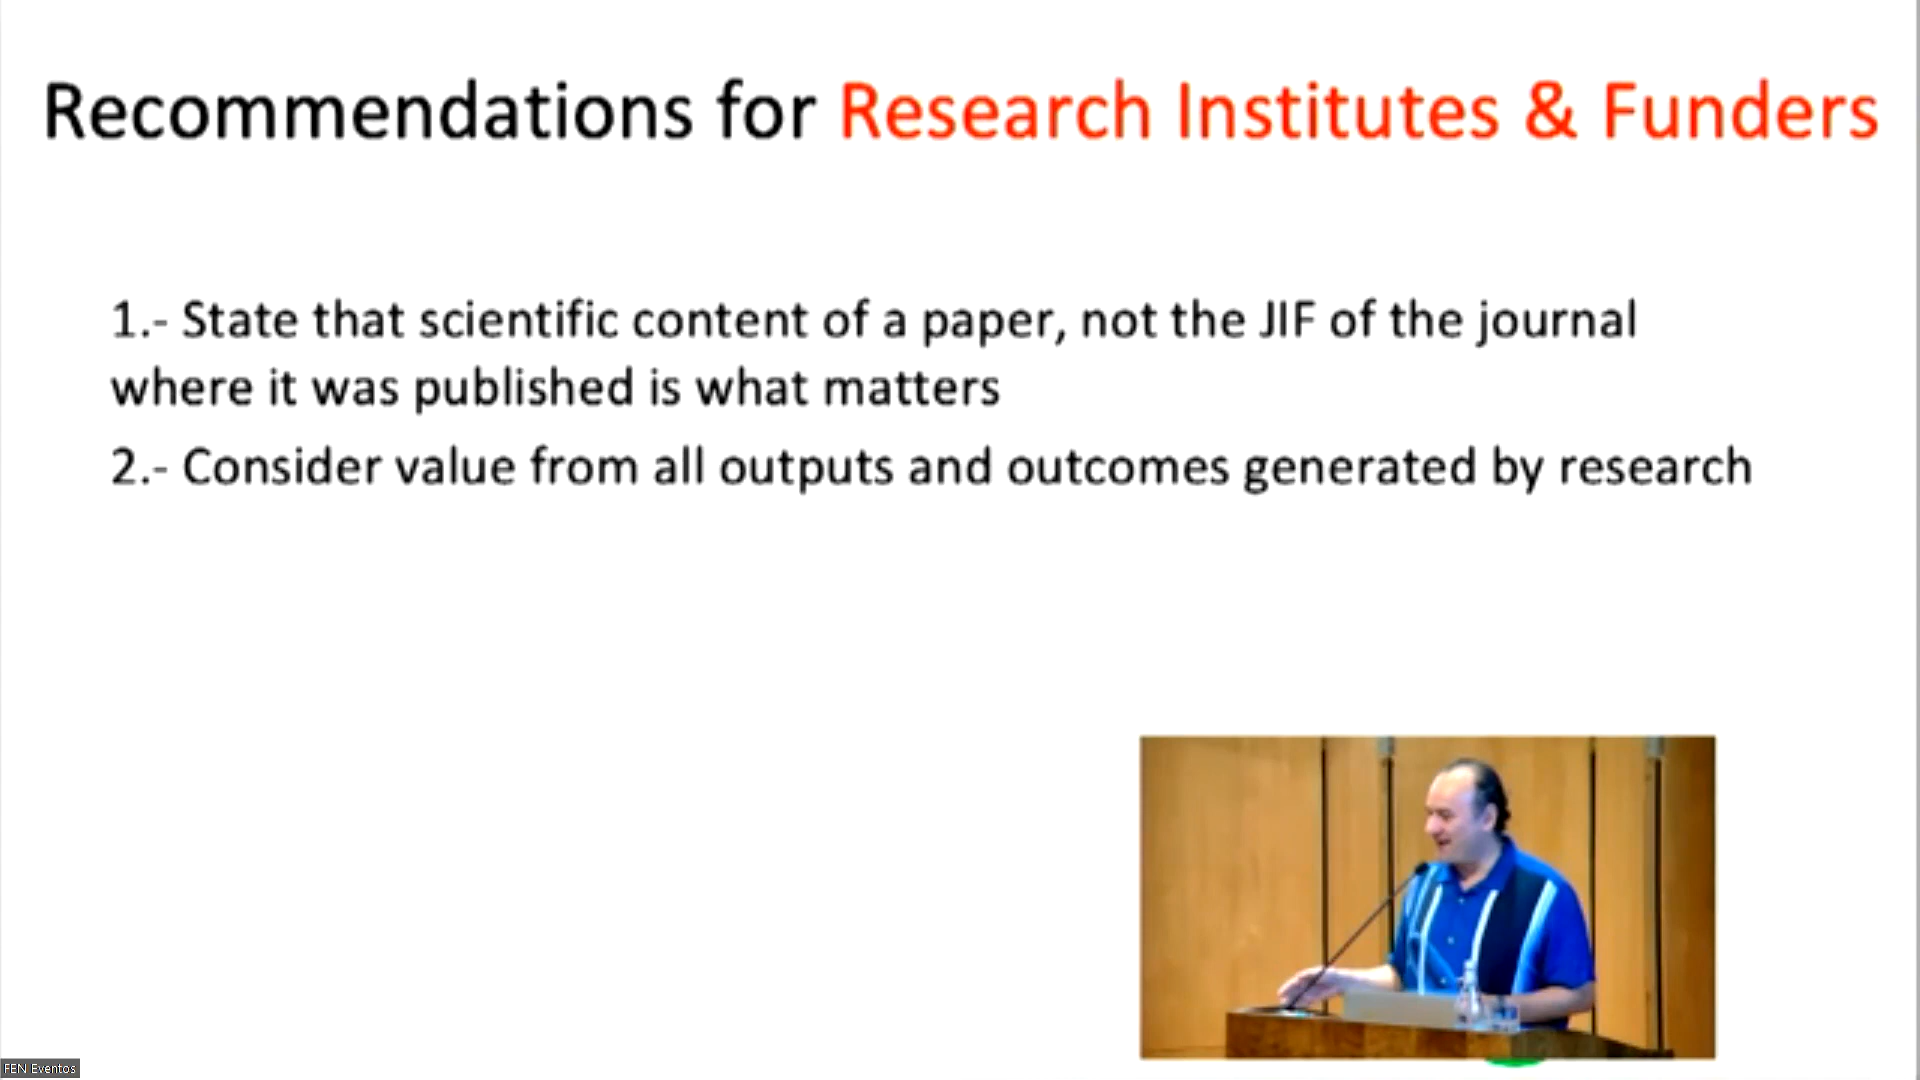 Recommendations for Research Institutes & Funders
1.- State that scientific content of a paper, not the JIF of the journal
where it was published is what matters
2.- Consider value from all outputs and outcomes generated by research
FEN Eventos